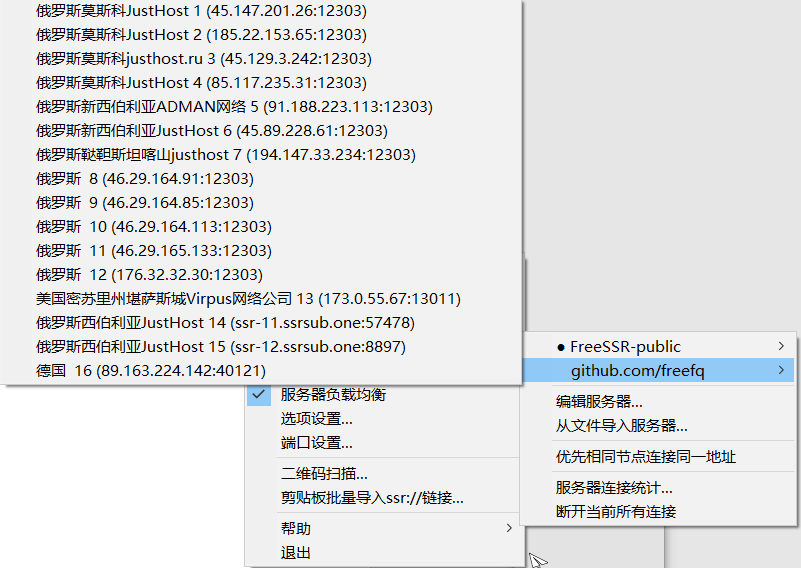 俄罗斯莫斯科JustHost 1 (45.147.201.26:12303)
俄罗斯莫斯科JustHost 2 (185.22.153.65:12303)
俄罗斯莫斯科justhost.ru 3 (45.129.3.242:12303)
俄罗斯莫斯科JustHost 4 (85.117.235.31:12303)
俄罗斯新西伯利亚ADMAN网络 5 (91.188.223.113:12303)
俄罗斯新西伯利亚JustHost 6 (45.89.228.61:12303)
俄罗斯鞑靼斯坦喀山justhost 7 (194.147.33.234:12303)
俄罗斯 8 (46.29.164.91:12303)
俄罗斯 9 (46.29.164.85:12303)
俄罗斯 10 (46.29.164.113:12303)
俄罗斯 11 (46.29.165.133:12303)
俄罗斯 12 (176.32.32.30:12303)
美国密苏里州堪萨斯城Virpus网络公司 13 (173.0.55.67:13011)
俄罗斯西伯利亚JustHost 14 (ssr-11.ssrsub.one:57478)
俄罗斯西伯利亚JustHost 15 (ssr-12.ssrsub.one:8897)
德国 16 (89.163.224.142:40121)
● FreeSSR-public
github.com/freefq
编辑服务器...
从文件导入服务器...
优先相同节点连接同一地址
服务器连接统计...
断开当前所有连接
服务器负载均衡
选项设置...
端口设置...
二维码扫描...
剪贴板批量导入ssr://链接...
帮助
退出